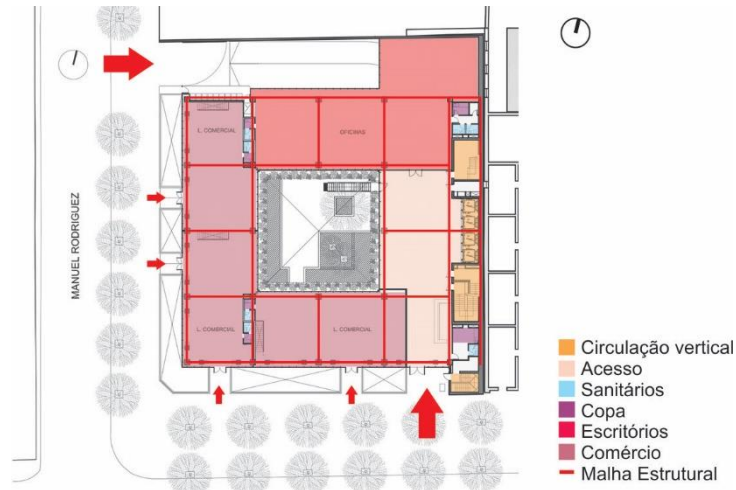 L. COMERCIAL
OFICINAS
MANUEL RODRIGUEZ
L. COMERCIAL
L. COMERCIAL
Circulação vertical
Acesso
Sanitários
Copa
Escritórios
Comércio
Malha Estrutural